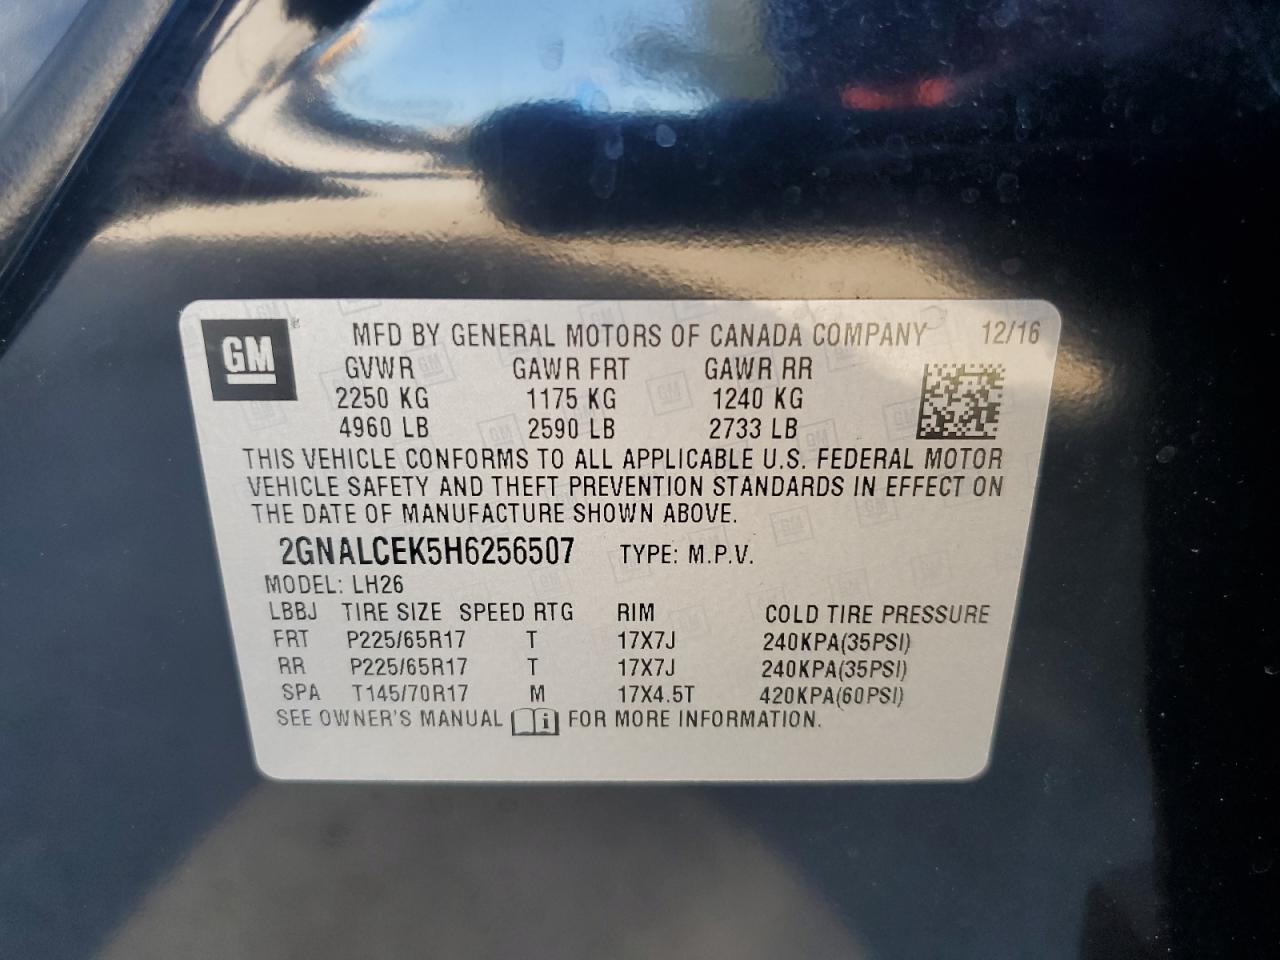 GM MFD BY GENERAL MOTORS OF CANADA COMPANY 12/16
GVWR GAWR FRT GAWR RR
2250 KG 1175 KG 1240 KG
4960 LB 2590 LB 2733 LB
THIS VEHICLE CONFORMS TO ALL APPLICABLE U.S. FEDERAL MOTOR
VEHICLE SAFETY AND THEFT PREVENTION STANDARDS IN EFFECT ON
THE DATE OF MANUFACTURE SHOWN ABOVE.
2GNALCEK5H6256507 TYPE: M.P.V.
MODEL: LH26
LBBJ TIRE SIZE SPEED RTG RIM COLD TIRE PRESSURE
FRT P225/65R17 T 17X7J 240KPA(35PSI)
RR P225/65R17 T 17X7J 240KPA(35PSI)
SPA T145/70R17 M 17X4.5T 420KPA(60PSI)
SEE OWNER'S MANUAL i FOR MORE INFORMATION.